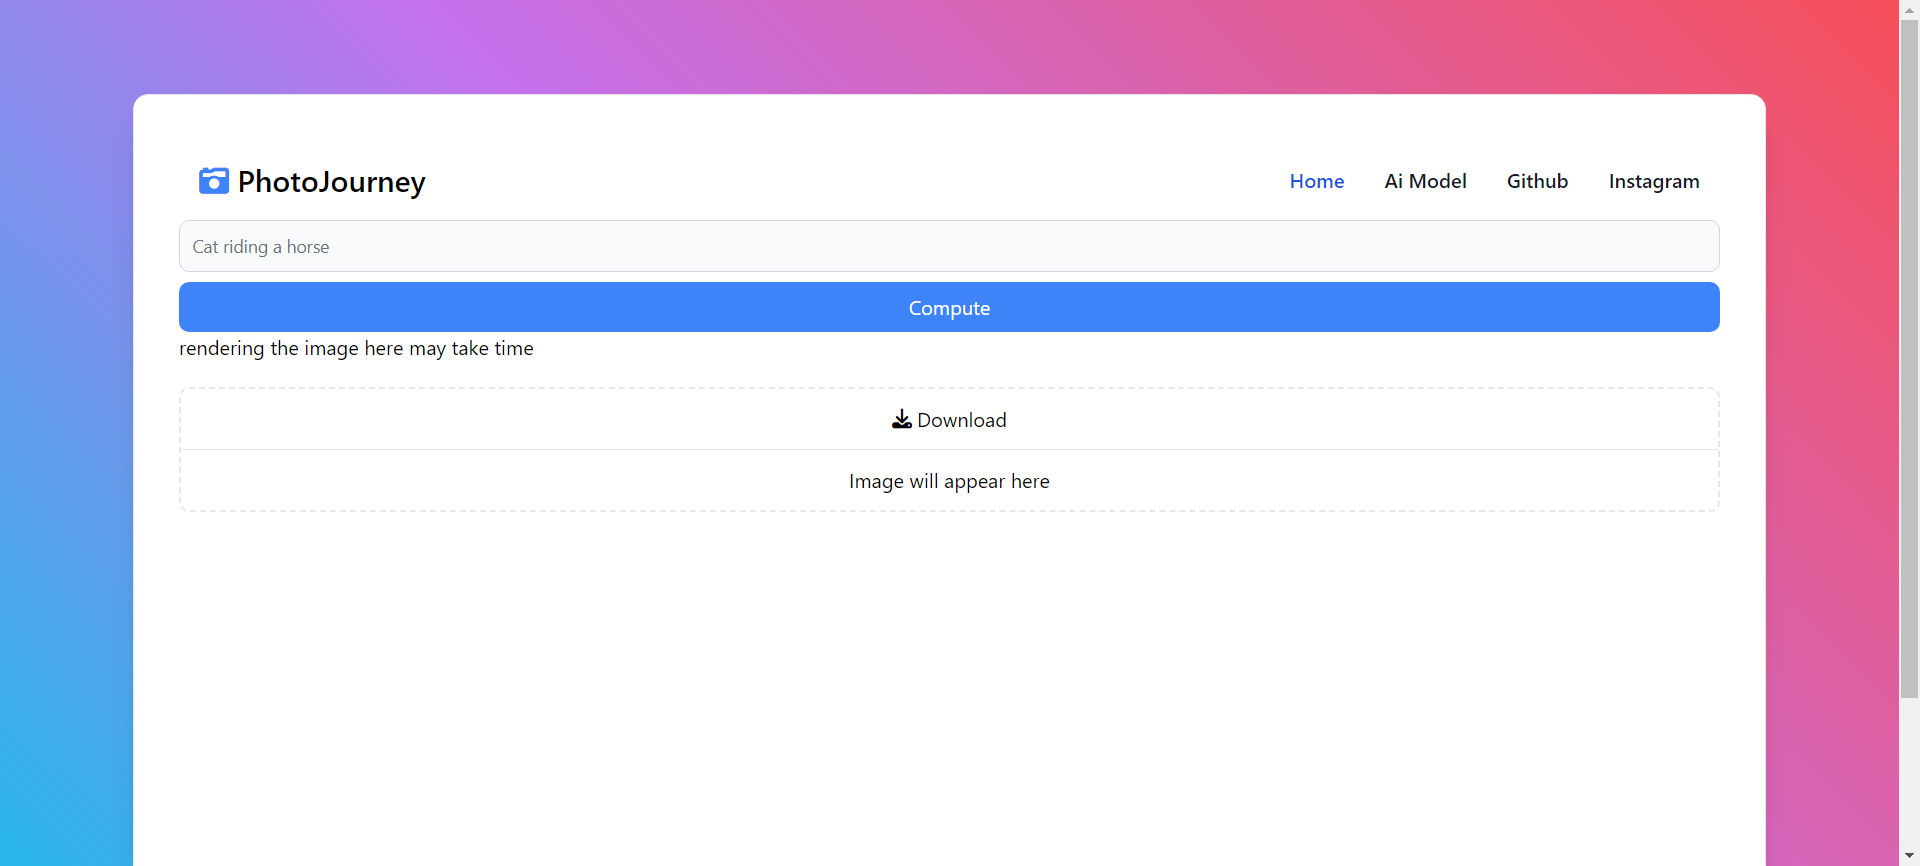 PhotoJourney
Home Ai Model Github Instagram
Cat riding a horse
Compute
rendering the image here may take time
Download
Image will appear here